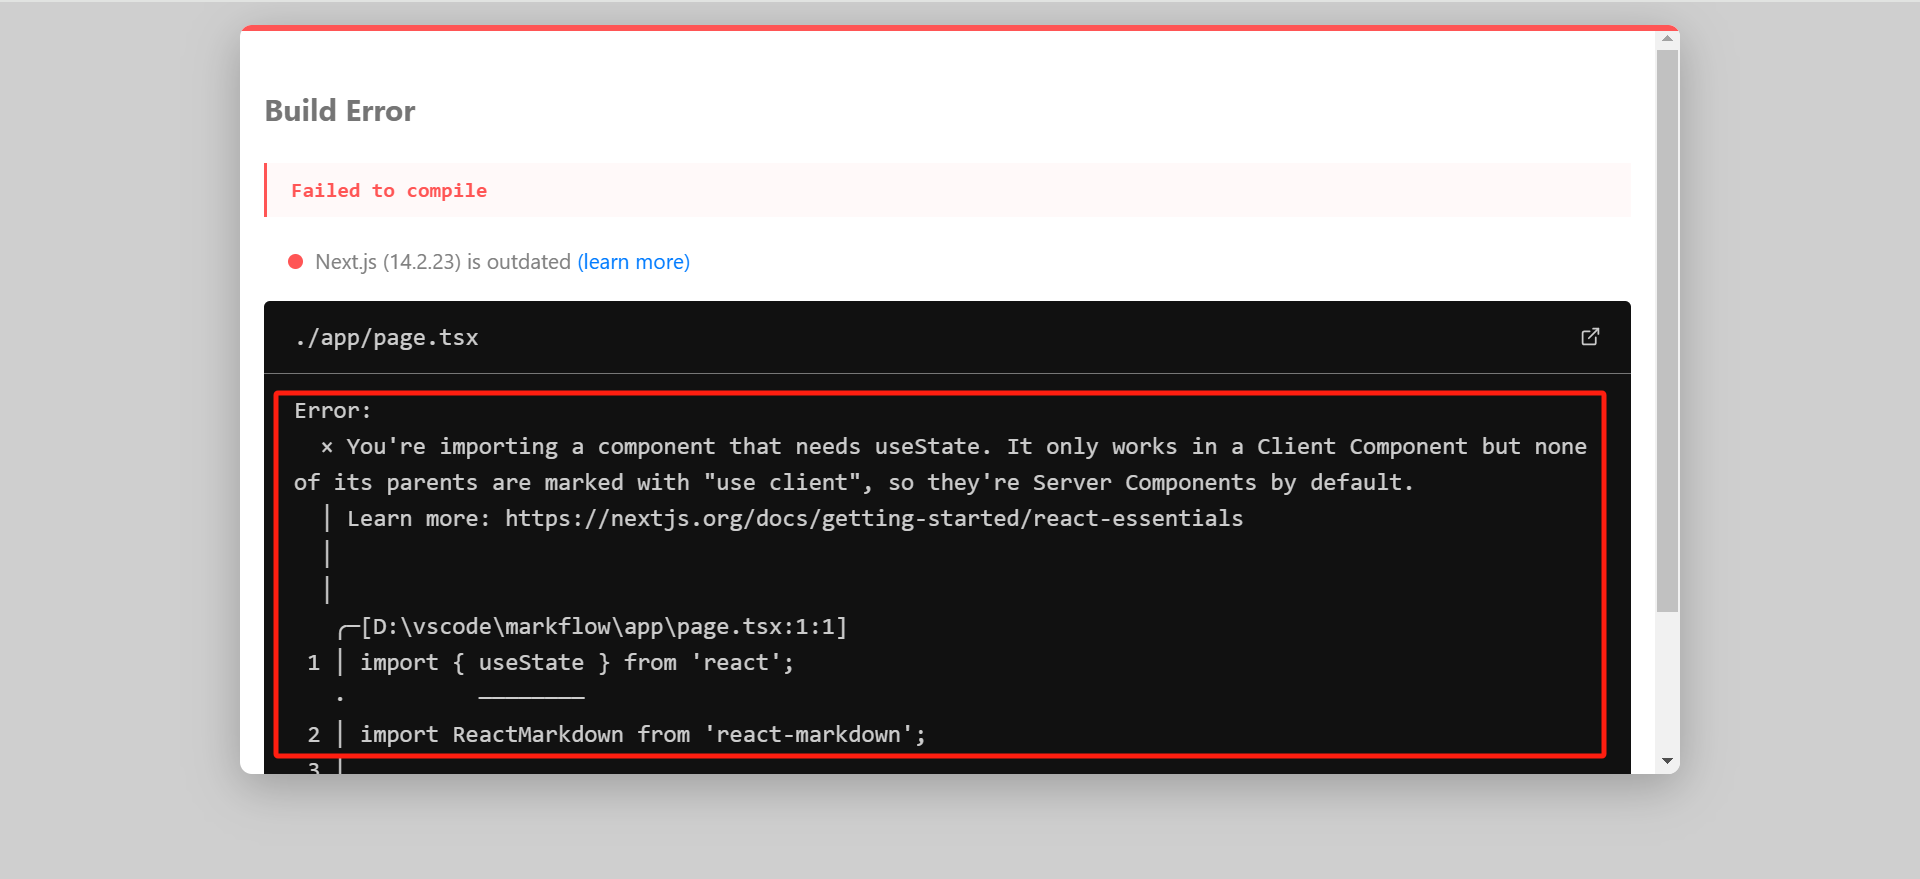 Build Error
Failed to compile
Next.js (14.2.23) is outdated (learn more)
./app/page.tsx
Error:
× You're importing a component that needs useState. It only works in a Client Component but none
of its parents are marked with "use client", so they're Server Components by default.
│ Learn more: https://nextjs.org/docs/getting-started/react-essentials
│
│
╭─[D:\vscode\markflow\app\page.tsx:1:1]
1 │ import { useState } from 'react';
·          ────────
2 │ import ReactMarkdown from 'react-markdown';
3 │